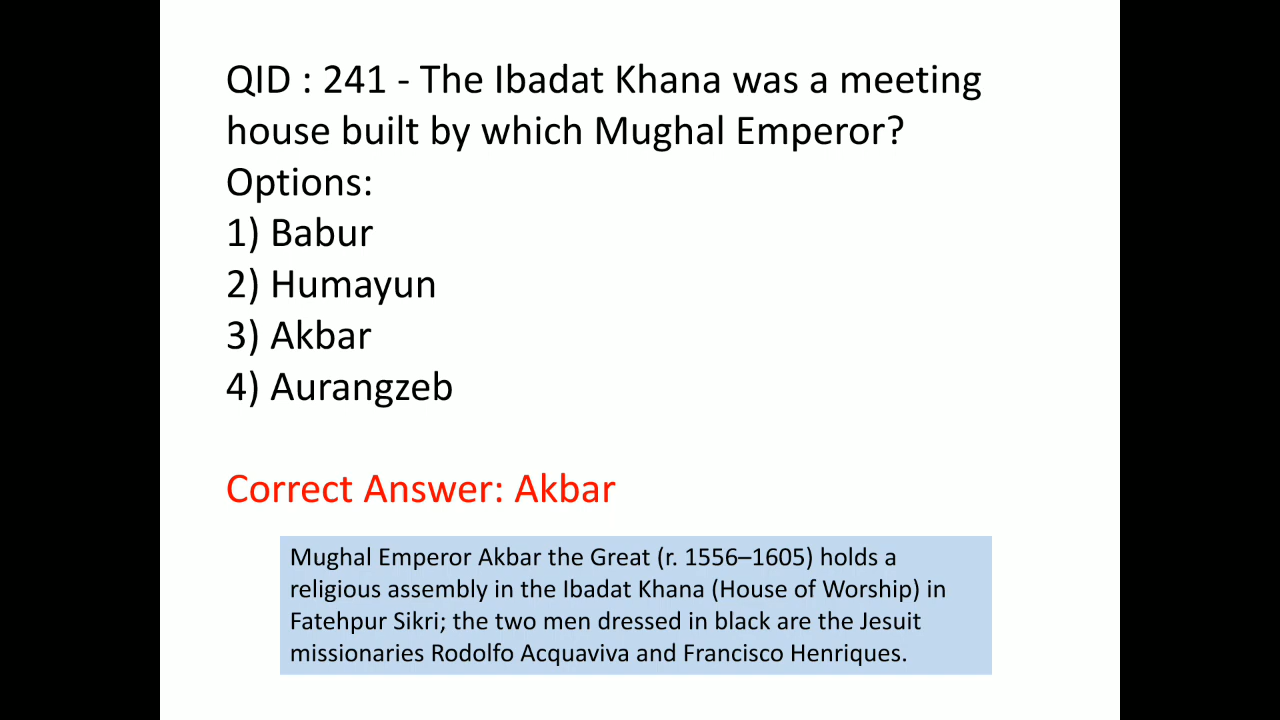 QID : 241 - The Ibadat Khana was a meeting
house built by which Mughal Emperor?
Options:
1) Babur
2) Humayun
3) Akbar
4) Aurangzeb
Correct Answer: Akbar
Mughal Emperor Akbar the Great (r. 1556–1605) holds a
religious assembly in the Ibadat Khana (House of Worship) in
Fatehpur Sikri; the two men dressed in black are the Jesuit
missionaries Rodolfo Acquaviva and Francisco Henriques.